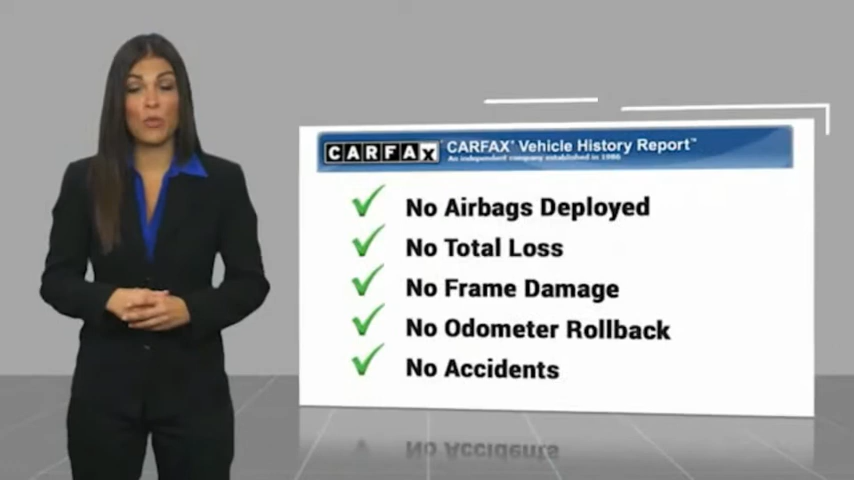 CARFAX
CARFAX® Vehicle History Report™
An independent company established in 1986
No Airbags Deployed
No Total Loss
No Frame Damage
No Odometer Rollback
No Accidents